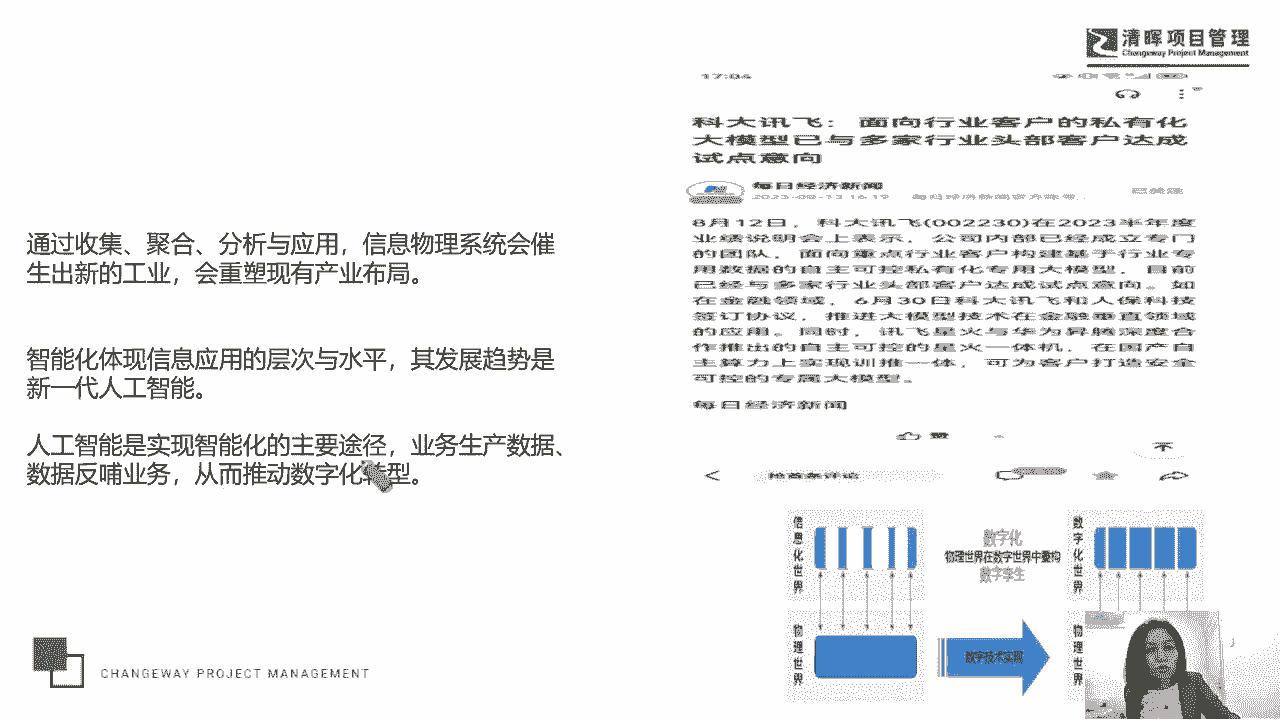 清晖项目管理
Changeway Project Management
17:04
科大讯飞：面向行业客户的私有化
大模型已与多家行业头部客户达成
试点意向
每日经济新闻
8月12日，科大讯飞(002230)在2023半年度
业绩说明会上表示，公司内部已经成立专门
的团队，面向重点行业客户构建基于行业专
用数据的自主可控私有化专用大模型，目前
已经与多家行业头部客户达成试点意向。如
在金融领域，6月30日科大讯飞和人保科技
签订协议，推进大模型技术在金融垂直领域
的应用。同时，讯飞星火与华为昇腾深度合
作推出的自主可控的星火一体机，在国产自
主算力上实现训推一体，可为客户打造安全
可控的专属大模型。
每日经济新闻
赞
通过收集、聚合、分析与应用，信息物理系统会催
生出新的工业，会重塑现有产业布局。
智能化体现信息应用的层次与水平，其发展趋势是
新一代人工智能。
人工智能是实现智能化的主要途径，业务生产数据、
数据反哺业务，从而推动数字化转型。
信息化世界
数字化
物理世界在数字世界中重构
数字孪生
数字化世界
物理世界
数字技术实现
物理世界
CHANGEWAY PROJECT MANAGEMENT